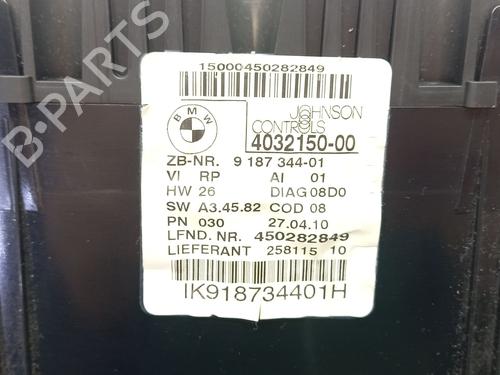 15000450282849
BMW
JOHNSON
CONTROLS
4032150-00
ZB-NR. 9 187 344-01
VI RP AI 01
HW 26 DIAG 08D0
SW A3.45.82 COD 08
PN 030 27.04.10
LFND. NR. 450282849
LIEFERANT 258115 10
IK918734401H
B-PARTS